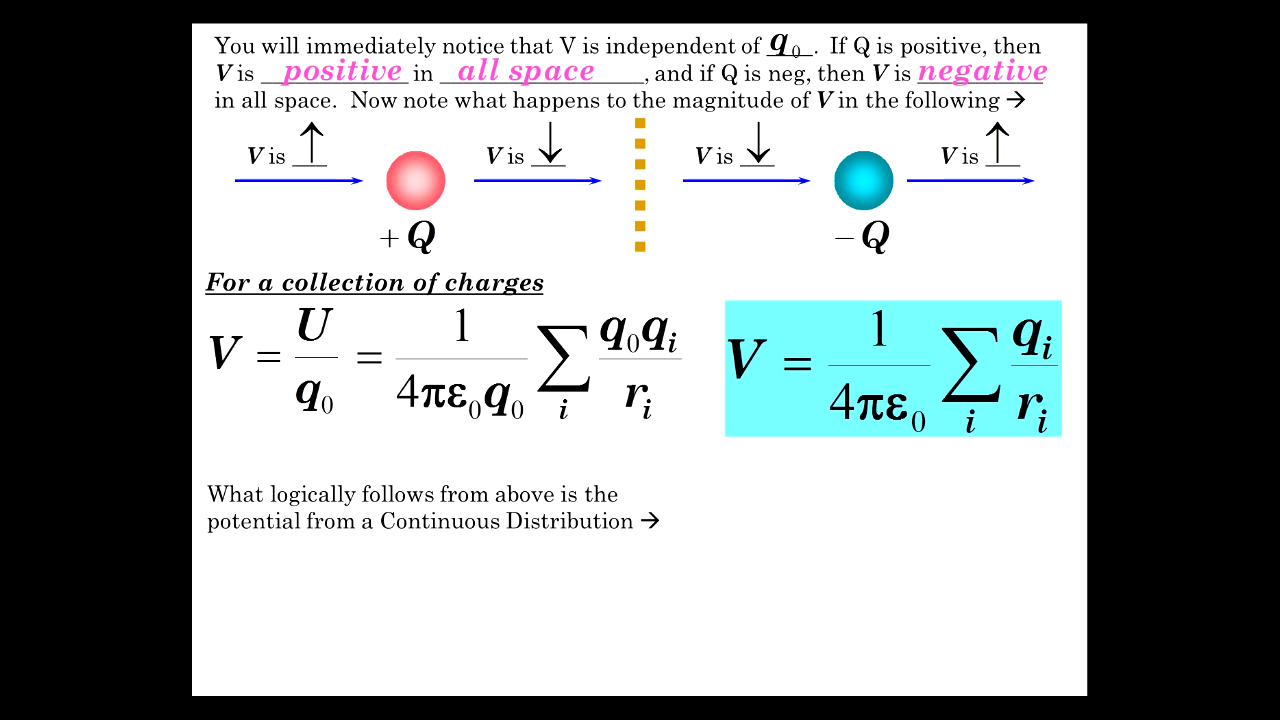 You will immediately notice that V is independent of q₀. If Q is positive, then
V is positive in all space, and if Q is neg, then V is negative
in all space. Now note what happens to the magnitude of V in the following →
V is ↑ V is ↓ V is ↓ V is ↑
+ Q − Q
For a collection of charges
V = U/q₀ = 1/(4πε₀q₀) ∑ᵢ q₀qᵢ/rᵢ V = 1/(4πε₀) ∑ᵢ qᵢ/rᵢ
What logically follows from above is the
potential from a Continuous Distribution →